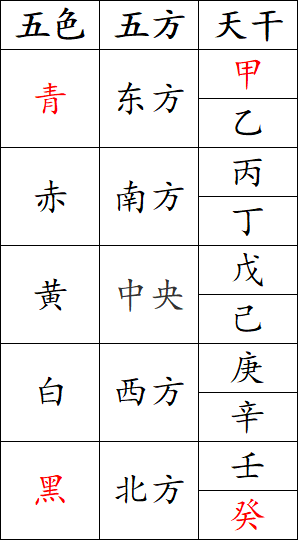 五色 五方 天干
青 东方 甲
乙
赤 南方 丙
丁
黄 中央 戊
己
白 西方 庚
辛
黑 北方 壬
癸